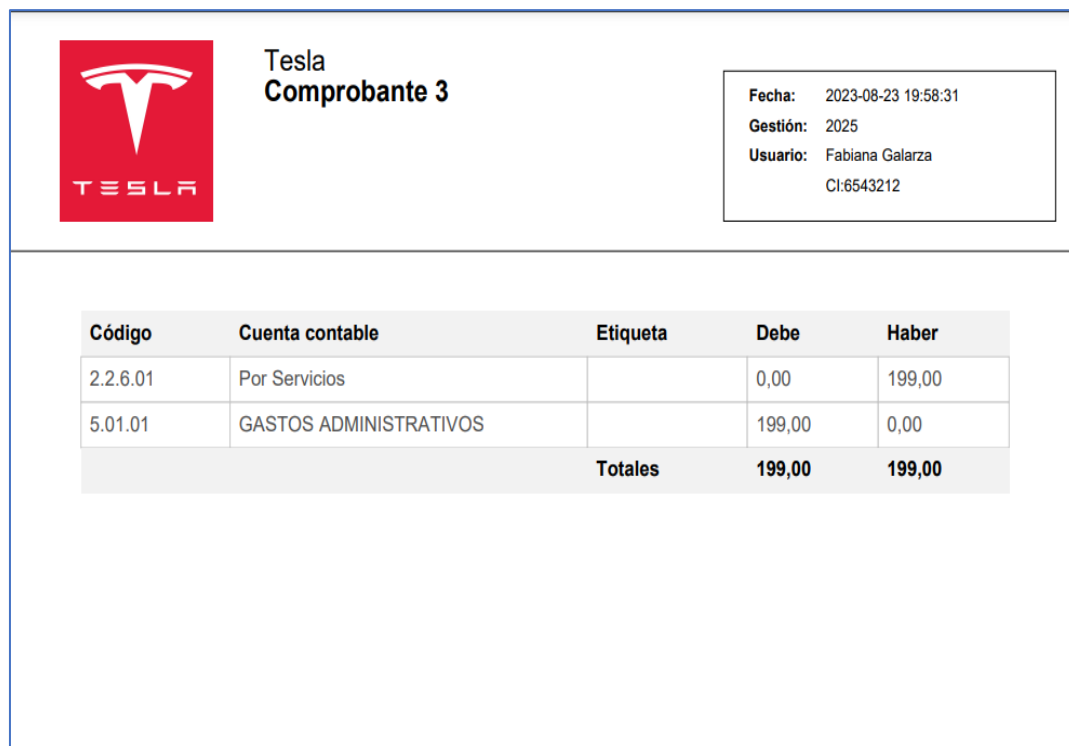 TESLA
Tesla
Comprobante 3
Fecha: 2023-08-23 19:58:31
Gestión: 2025
Usuario: Fabiana Galarza
CI:6543212
Código Cuenta contable Etiqueta Debe Haber
2.2.6.01 Por Servicios 0,00 199,00
5.01.01 GASTOS ADMINISTRATIVOS 199,00 0,00
Totales 199,00 199,00